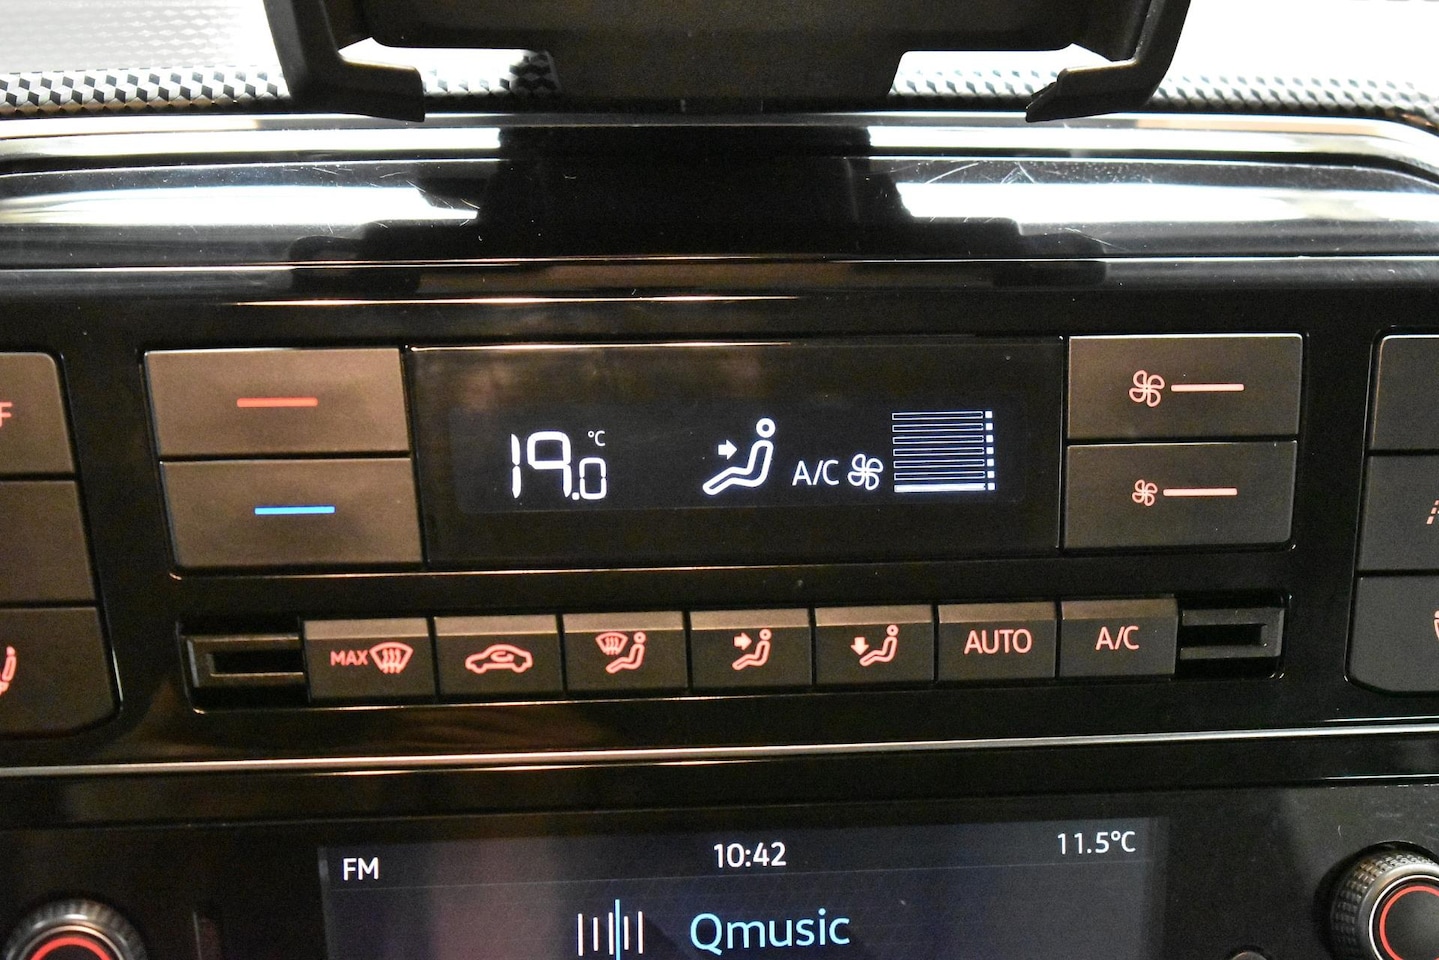 19.0 °C A/C
MAX AUTO A/C
FM 10:42 11.5°C
Qmusic